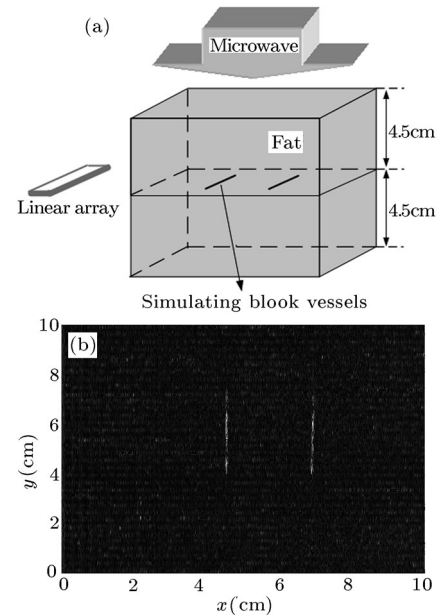 (a)
Microwave
Fat
4.5cm
4.5cm
Linear array
Simulating blook vessels
(b)
10
8
6
4
2
0
y (cm)
0 2 4 6 8 10
x (cm)